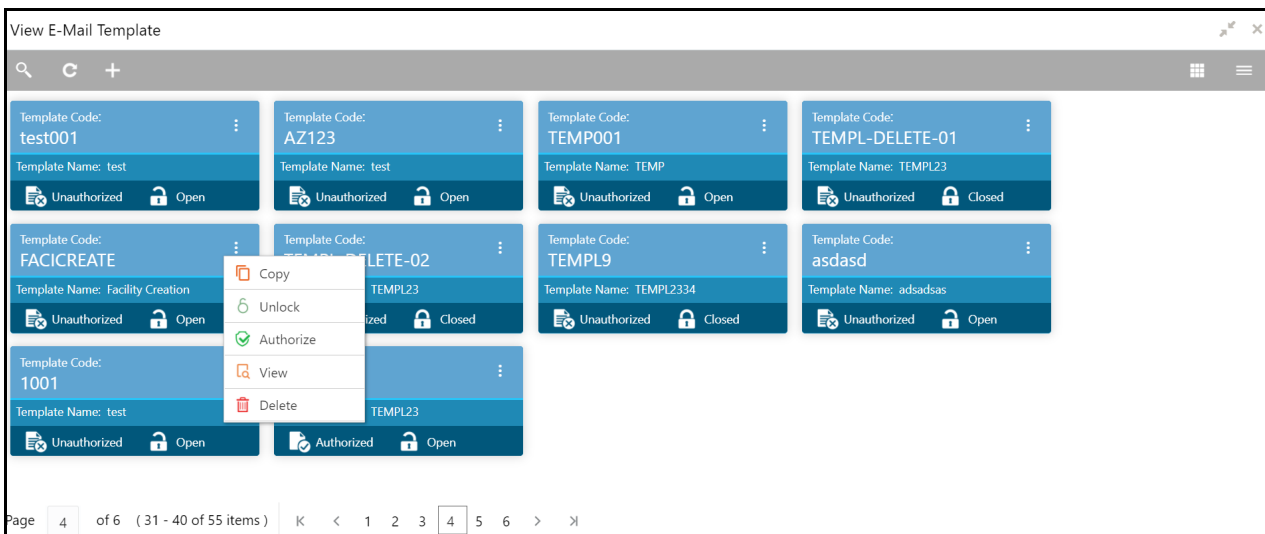 View E-Mail Template
Template Code:
test001
Template Name: test
Unauthorized Open
Template Code:
AZ123
Template Name: test
Unauthorized Open
Template Code:
TEMP001
Template Name: TEMP
Unauthorized Open
Template Code:
TEMPL-DELETE-01
Template Name: TEMPL23
Unauthorized Closed
Template Code:
FACICREATE
Template Name: Facility Creation
Unauthorized Open
Template Code:
TEMPL-DELETE-02
TEMPL23
ized Closed
Template Code:
TEMPL9
Template Name: TEMPL2334
Unauthorized Closed
Template Code:
asdasd
Template Name: adsadsas
Unauthorized Open
Copy
Unlock
Authorize
View
Delete
Template Code:
1001
Template Name: test
Unauthorized Open
TEMPL23
Authorized Open
Page 4 of 6 ( 31 - 40 of 55 items ) 1 2 3 4 5 6